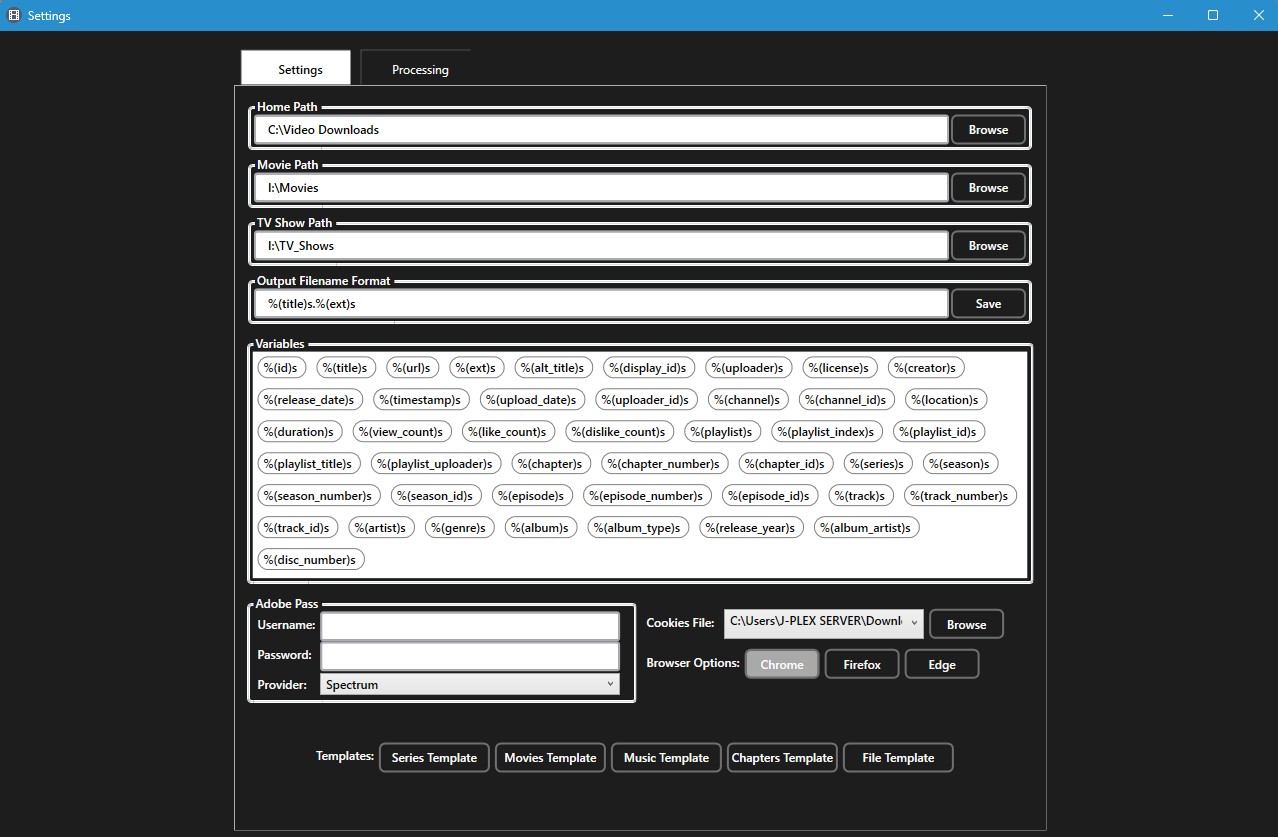 Settings
Settings Processing
Home Path
C:\Video Downloads Browse
Movie Path
I:\Movies Browse
TV Show Path
I:\TV_Shows Browse
Output Filename Format
%(title)s.%(ext)s Save
Variables
%(id)s %(title)s %(url)s %(ext)s %(alt_title)s %(display_id)s %(uploader)s %(license)s %(creator)s
%(release_date)s %(timestamp)s %(upload_date)s %(uploader_id)s %(channel)s %(channel_id)s %(location)s
%(duration)s %(view_count)s %(like_count)s %(dislike_count)s %(playlist)s %(playlist_index)s %(playlist_id)s
%(playlist_title)s %(playlist_uploader)s %(chapter)s %(chapter_number)s %(chapter_id)s %(series)s %(season)s
%(season_number)s %(season_id)s %(episode)s %(episode_number)s %(episode_id)s %(track)s %(track_number)s
%(track_id)s %(artist)s %(genre)s %(album)s %(album_type)s %(release_year)s %(album_artist)s
%(disc_number)s
Adobe Pass
Username:
Password:
Provider: Spectrum
Cookies File: C:\Users\J-PLEX SERVER\Downl Browse
Browser Options: Chrome Firefox Edge
Templates: Series Template Movies Template Music Template Chapters Template File Template